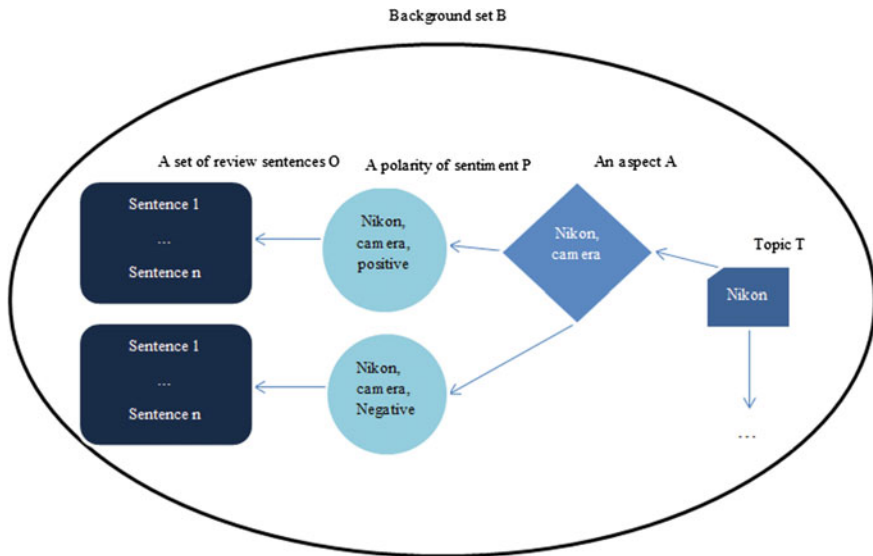 Background set B
A set of review sentences O
A polarity of sentiment P
An aspect A
Sentence 1
...
Sentence n
Nikon,
camera,
positive
Nikon,
camera
Topic T
Nikon
...
Sentence 1
...
Sentence n
Nikon,
camera,
Negative